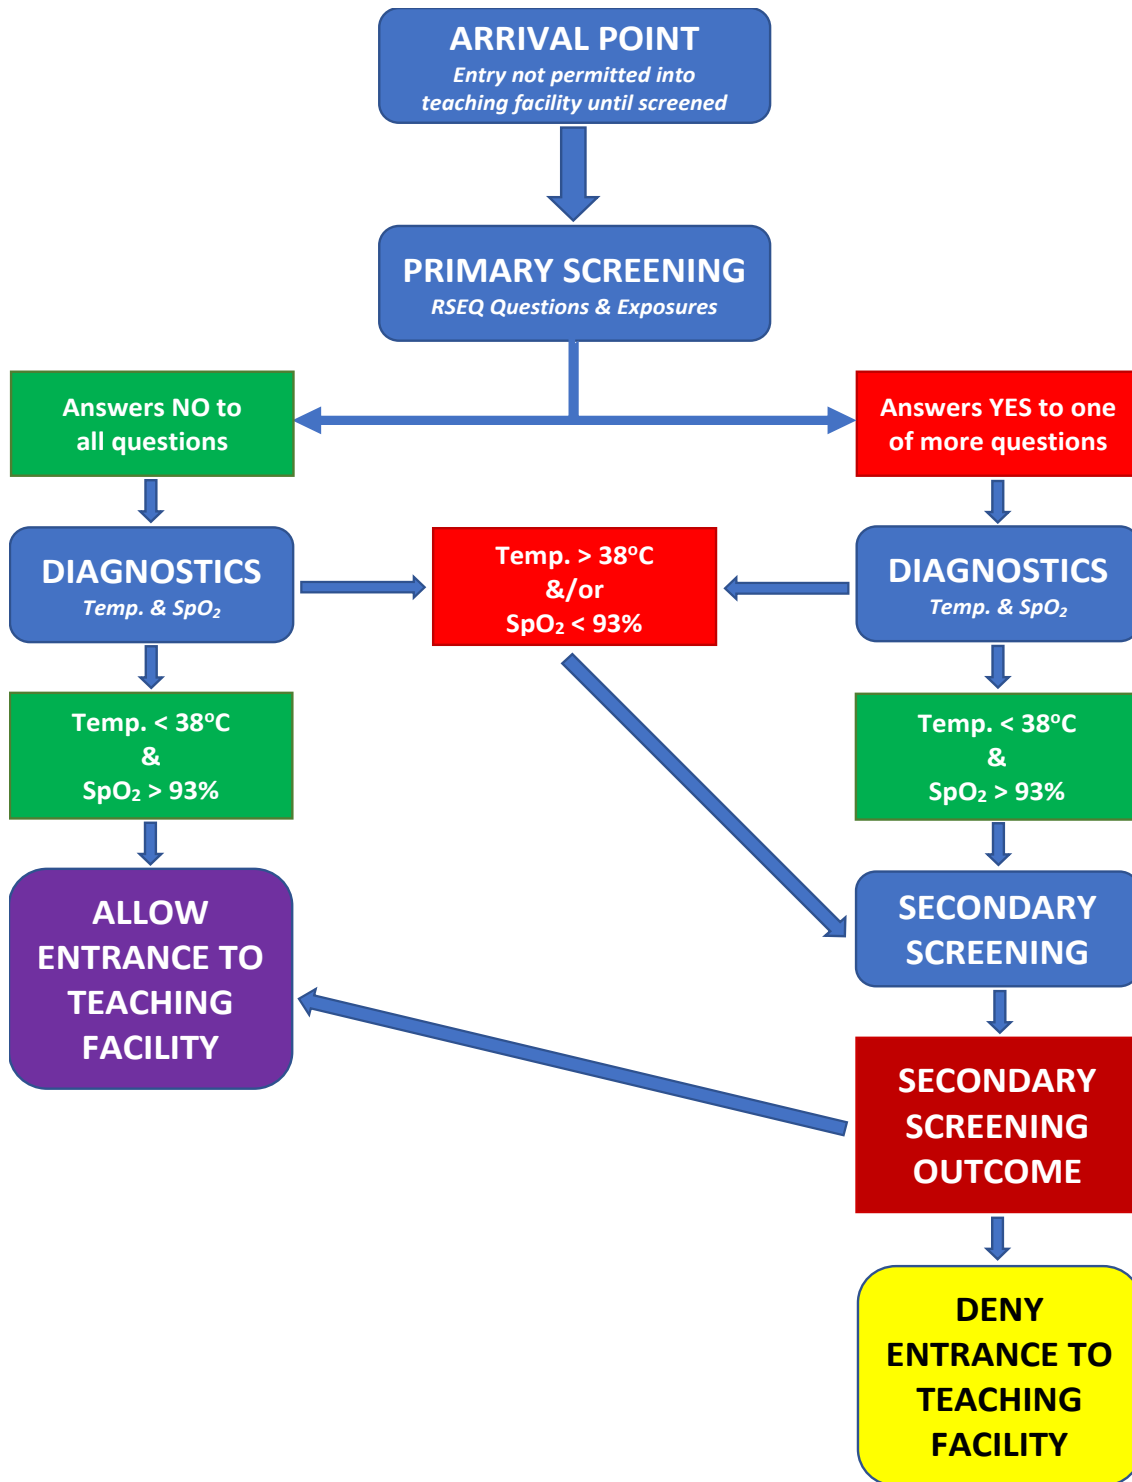 ARRIVAL POINT
Entry not permitted into
teaching facility until screened
PRIMARY SCREENING
RSEQ Questions & Exposures
Answers NO to
all questions
Answers YES to one
of more questions
DIAGNOSTICS
Temp. & SpO₂
Temp. > 38ºC
&/or
SpO₂ < 93%
DIAGNOSTICS
Temp. & SpO₂
Temp. < 38ºC
&
SpO₂ > 93%
Temp. < 38ºC
&
SpO₂ > 93%
ALLOW
ENTRANCE TO
TEACHING
FACILITY
SECONDARY
SCREENING
SECONDARY
SCREENING
OUTCOME
DENY
ENTRANCE TO
TEACHING
FACILITY